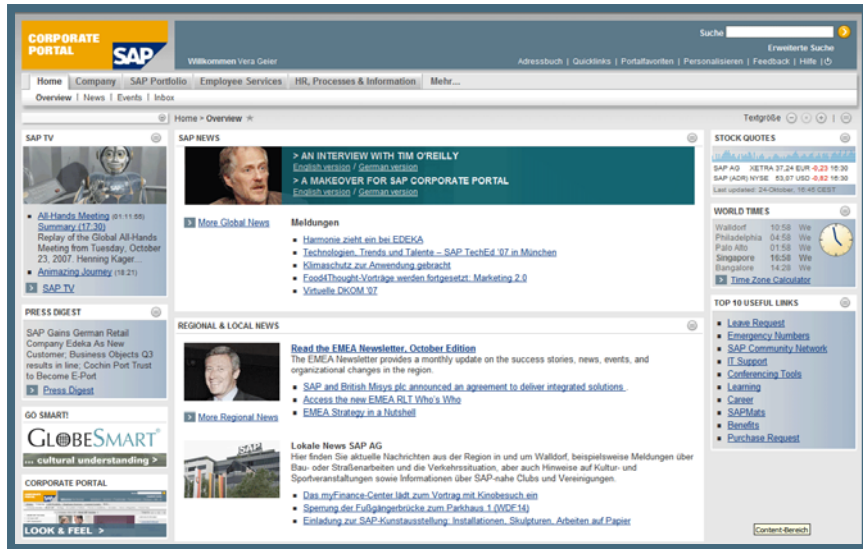 CORPORATE
PORTAL
SAP
Willkommen Vera Geier
Suche
Erweiterte Suche
Adressbuch | Quicklinks | Portalfavoriten | Personalisieren | Feedback | Hilfe |
Home Company SAP Portfolio Employee Services HR, Processes & Information Mehr...
Overview | News | Events | Inbox
Home > Overview
Textgröße
SAP TV
All-Hands Meeting (01:11:55)
Summary (17:30)
Replay of the Global All-Hands
Meeting from Tuesday, October
23, 2007. Henning Kager...
Animazing Journey (18:21)
SAP TV
PRESS DIGEST
SAP Gains German Retail
Company Edeka As New
Customer; Business Objects Q3
results in line; Cochin Port Trust
to Become E-Port
Press Digest
GO SMART!
GLOBESMART
... cultural understanding >
CORPORATE PORTAL
LOOK & FEEL >
SAP NEWS
> AN INTERVIEW WITH TIM O'REILLY
English version / German version
> A MAKEOVER FOR SAP CORPORATE PORTAL
English version / German version
More Global News
Meldungen
Harmonie zieht ein bei EDEKA
Technologien, Trends und Talente – SAP TechEd '07 in München
Klimaschutz zur Anwendung gebracht
Food4Thought-Vorträge werden fortgesetzt: Marketing 2.0
Virtuelle DKOM '07
REGIONAL & LOCAL NEWS
Read the EMEA Newsletter, October Edition
The EMEA Newsletter provides a monthly update on the success stories, news, events, and
organizational changes in the region.
SAP and British Misys plc announced an agreement to deliver integrated solutions.
Access the new EMEA RLT Who's Who
EMEA Strategy in a Nutshell
More Regional News
SAP
Lokale News SAP AG
Hier finden Sie aktuelle Nachrichten aus der Region in und um Walldorf, beispielsweise Meldungen über
Bau- oder Straßenarbeiten und die Verkehrssituation, aber auch Hinweise auf Kultur- und
Sportveranstaltungen sowie Informationen über SAP-nahe Clubs und Vereinigungen.
Das myFinance-Center lädt zum Vortrag mit Kinobesuch ein
Sperrung der Fußgängerbrücke zum Parkhaus 1 (WDF14)
Einladung zur SAP-Kunstausstellung: Installationen, Skulpturen, Arbeiten auf Papier
STOCK QUOTES
SAP AG XETRA 37,24 EUR -0,23 16:30
SAP (ADR) NYSE 53,07 USD -0,82 16:30
Last updated: 24-Oktober, 16:45 CEST
WORLD TIMES
Walldorf 10:58 We
Philadelphia 04:58 We
Palo Alto 01:58 We
Singapore 16:58 We
Bangalore 14:28 We
Time Zone Calculator
TOP 10 USEFUL LINKS
Leave Request
Emergency Numbers
SAP Community Network
IT Support
Conferencing Tools
Learning
Career
SAPMats
Benefits
Purchase Request
Content-Bereich